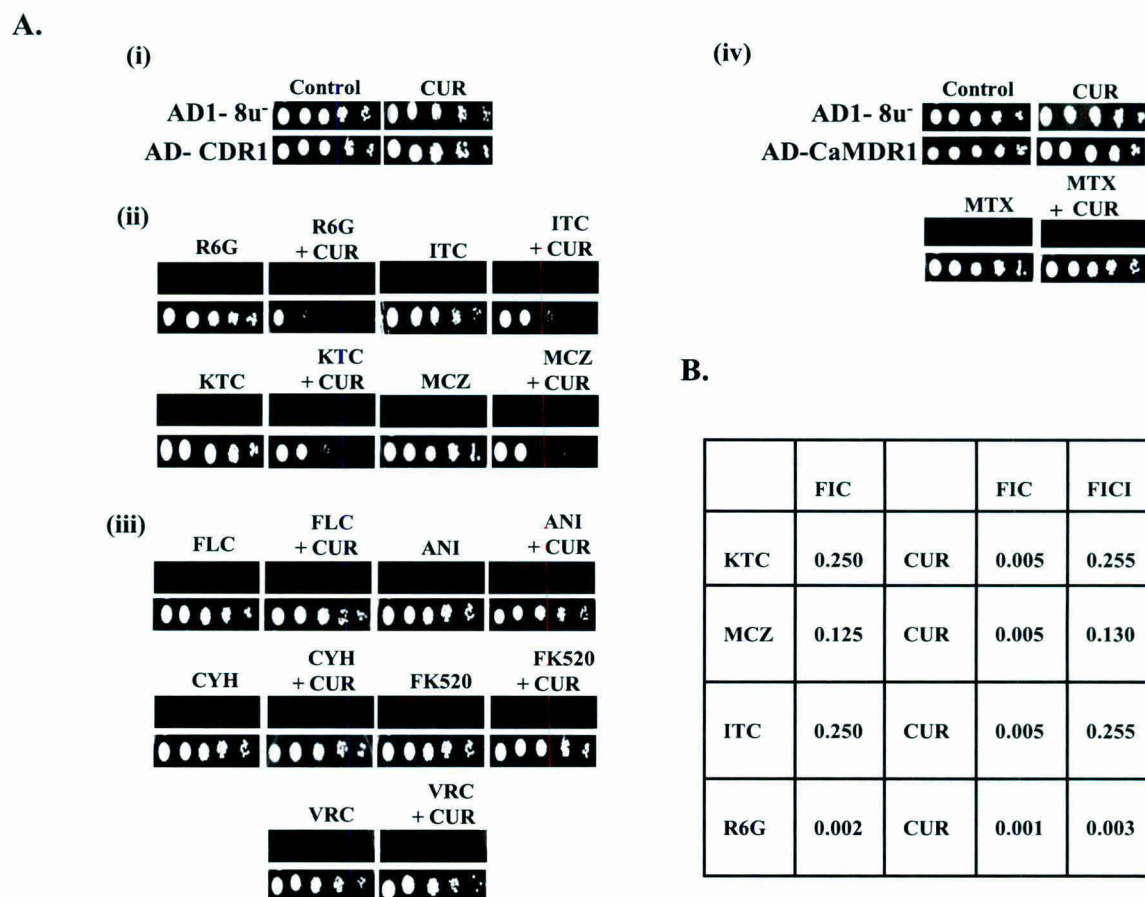 A.
(i)
Control CUR
AD1- 8u-
AD- CDR1
(ii)
R6G R6G + CUR ITC ITC + CUR
KTC KTC + CUR MCZ MCZ + CUR
(iii)
FLC FLC + CUR ANI ANI + CUR
CYH CYH + CUR FK520 FK520 + CUR
VRC VRC + CUR
(iv)
Control CUR
AD1- 8u-
AD-CaMDR1
MTX MTX + CUR
B.
FIC FIC FICI
KTC 0.250 CUR 0.005 0.255
MCZ 0.125 CUR 0.005 0.130
ITC 0.250 CUR 0.005 0.255
R6G 0.002 CUR 0.001 0.003